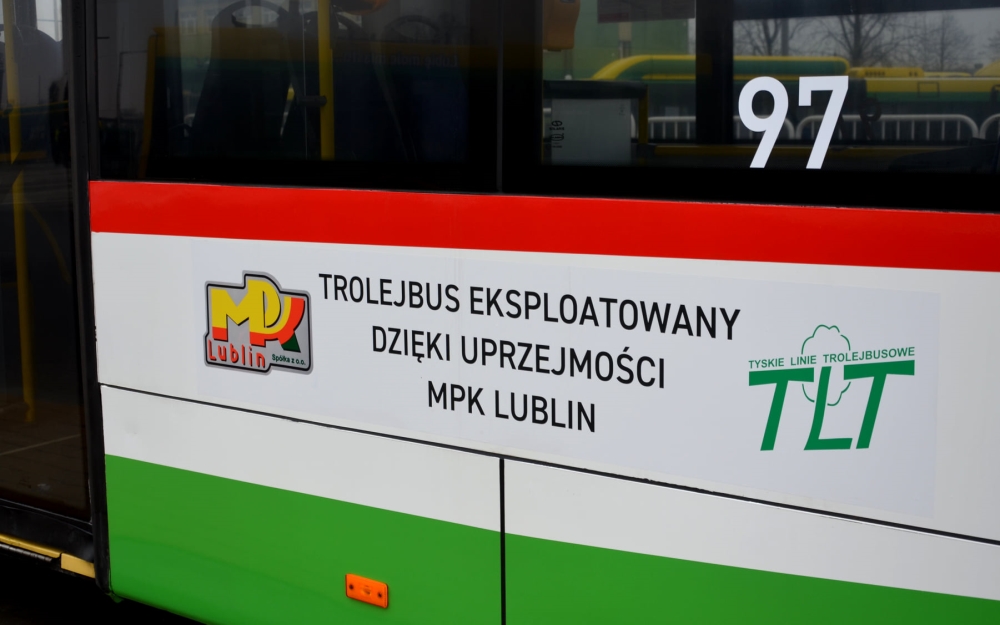 97
TROLEJBUS EKSPLOATOWANY
DZIĘKI UPRZEJMOŚCI
MPK LUBLIN
MPK
Lublin Spółka z o.o.
TYSKIE LINIE TROLEJBUSOWE
TLT